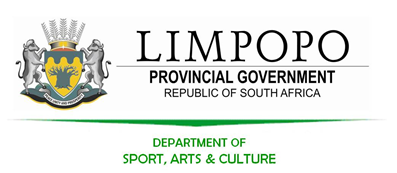 LIMPOPO
PROVINCIAL GOVERNMENT
REPUBLIC OF SOUTH AFRICA
DEPARTMENT OF
SPORT, ARTS & CULTURE